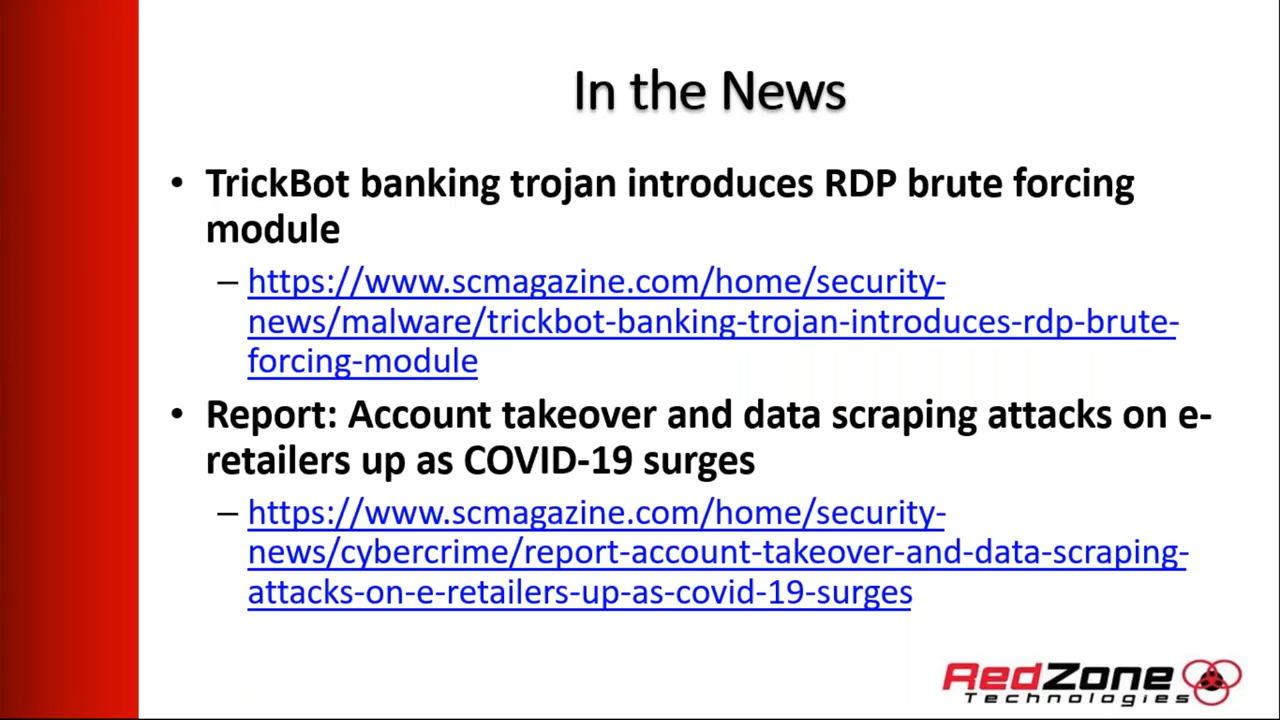 In the News
• TrickBot banking trojan introduces RDP brute forcing
module
– https://www.scmagazine.com/home/security-
news/malware/trickbot-banking-trojan-introduces-rdp-brute-
forcing-module
• Report: Account takeover and data scraping attacks on e-
retailers up as COVID-19 surges
– https://www.scmagazine.com/home/security-
news/cybercrime/report-account-takeover-and-data-scraping-
attacks-on-e-retailers-up-as-covid-19-surges
RedZone
Technologies